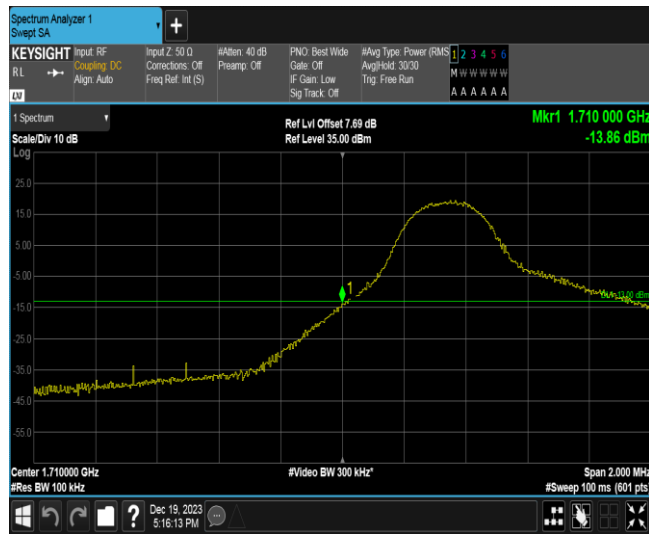 Spectrum Analyzer 1
Swept SA
+
KEYSIGHT
RL
LXI
Input: RF
Coupling: DC
Align: Auto
Input Z: 50 Ω
Corrections: Off
Freq Ref: Int (S)
#Atten: 40 dB
Preamp: Off
PNO: Best Wide
Gate: Off
IF Gain: Low
Sig Track: Off
#Avg Type: Power (RMS
Avg|Hold: 30/30
Trig: Free Run
1 2 3 4 5 6
M W W W W W
A A A A A A
1 Spectrum
Scale/Div 10 dB
Ref Lvl Offset 7.69 dB
Ref Level 35.00 dBm
Mkr1 1.710 000 GHz
-13.86 dBm
Log
25.0
15.0
5.00
-5.00
-15.0
-25.0
-35.0
-45.0
-55.0
1
Center 1.710000 GHz
#Res BW 100 kHz
#Video BW 300 kHz*
Span 2.000 MHz
#Sweep 100 ms (601 pts
?
Dec 19, 2023
5:16:13 PM